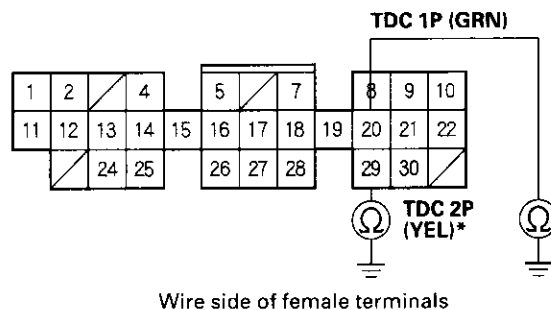 TDC 1P (GRN)
1 2 4 5 7 8 9 10
11 12 13 14 15 16 17 18 19 20 21 22
24 25 26 27 28 29 30
Ω TDC 2P Ω
(YEL)*
Wire side of female terminals